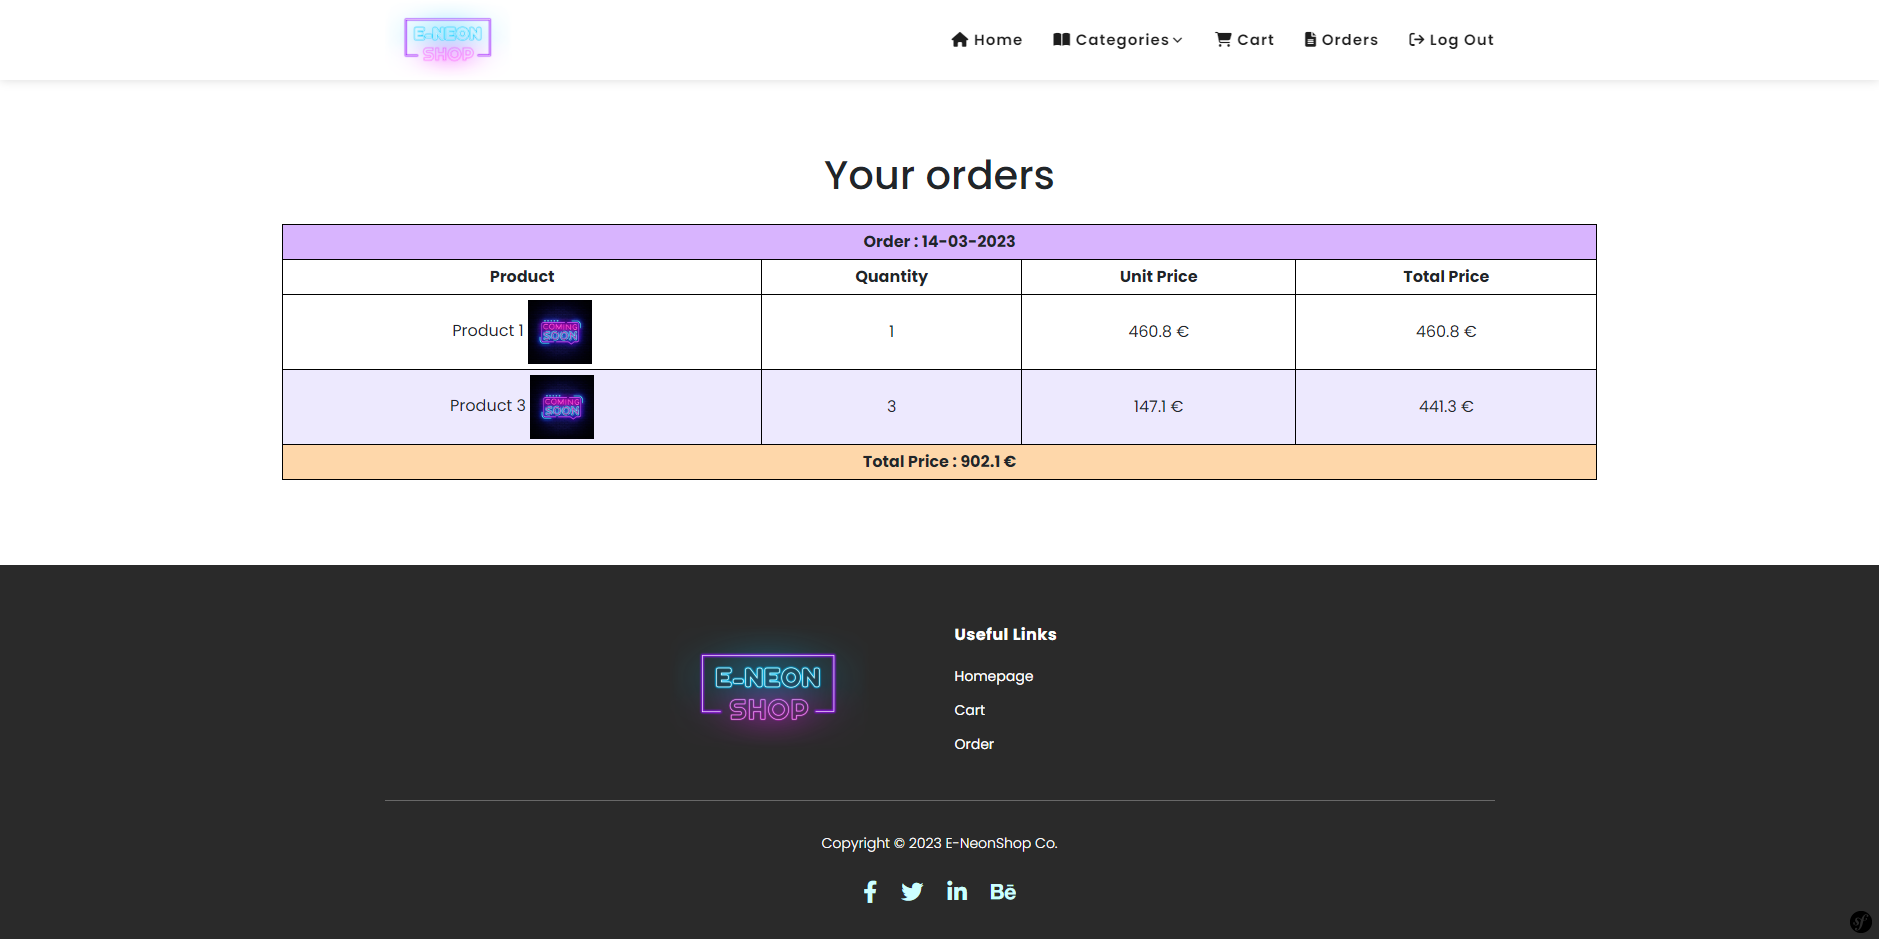 E-NEON
SHOP
Home Categories Cart Orders Log Out
Your orders
Order : 14-03-2023
Product Quantity Unit Price Total Price
Product 1 COMING SOON 1 460.8 € 460.8 €
Product 3 COMING SOON 3 147.1 € 441.3 €
Total Price : 902.1 €
E-NEON
SHOP
Useful Links
Homepage
Cart
Order
Copyright © 2023 E-NeonShop Co.
Bē
sf